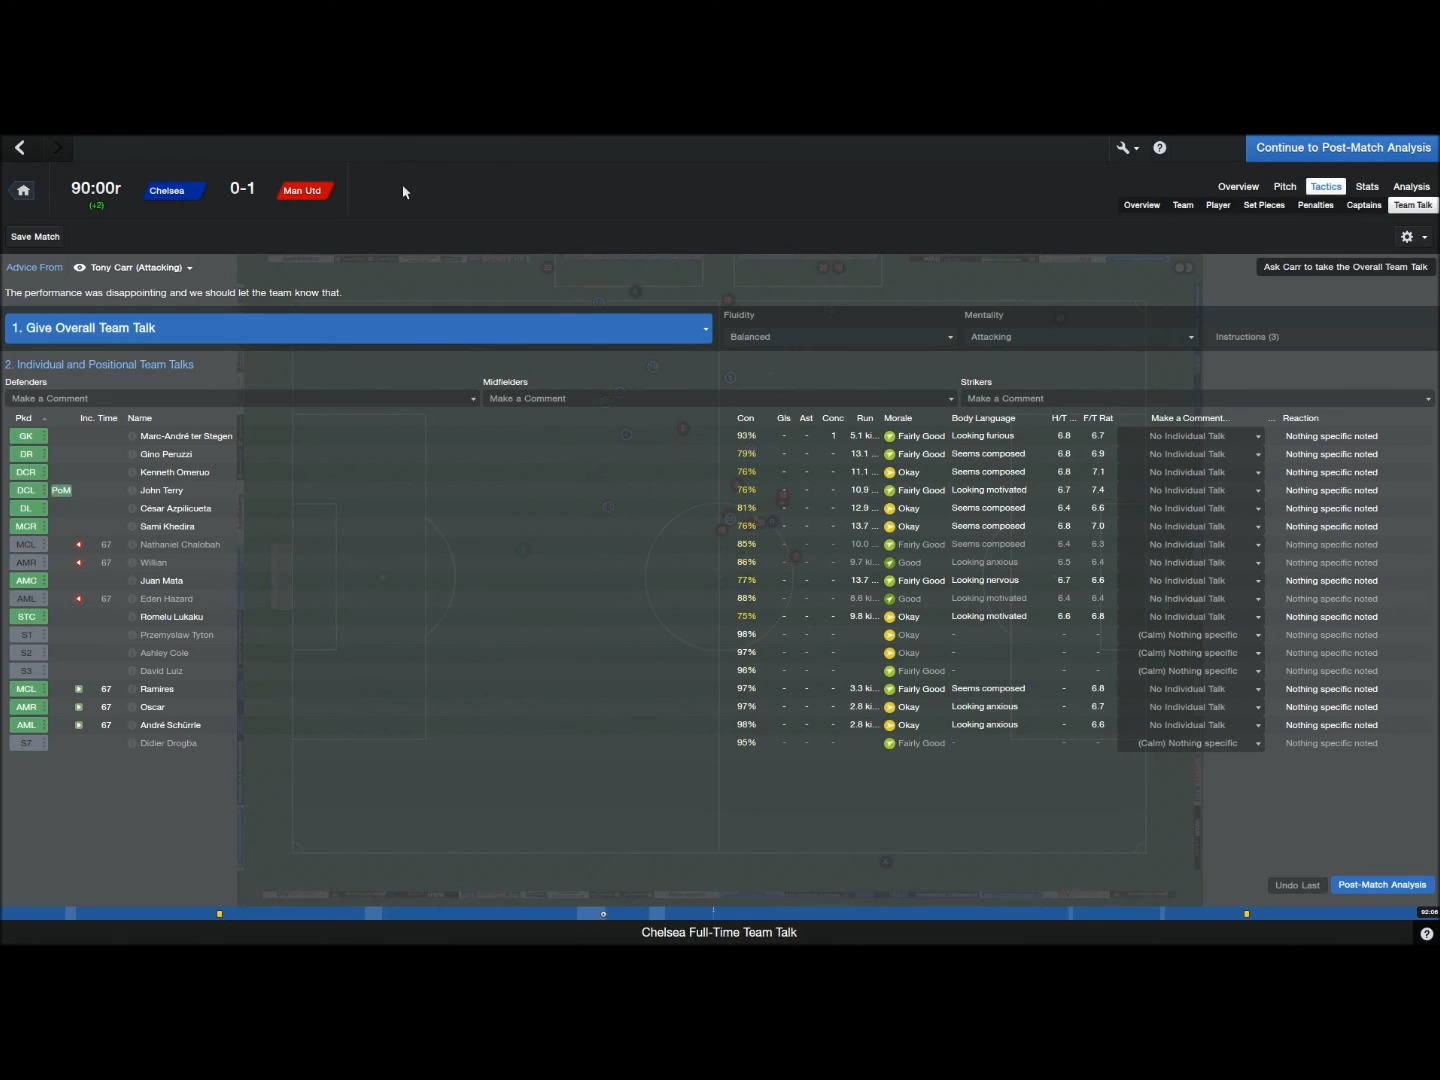 Continue to Post-Match Analysis
90:00r
(+2)
Chelsea
0-1
Man Utd
Overview Pitch Tactics Stats Analysis
Overview Team Player Set Pieces Penalties Captains Team Talk
Save Match
Advice From Tony Carr (Attacking)
Ask Carr to take the Overall Team Talk
The performance was disappointing and we should let the team know that.
1. Give Overall Team Talk
Fluidity Mentality
Balanced Attacking Instructions (3)
2. Individual and Positional Team Talks
Defenders Midfielders Strikers
Make a Comment Make a Comment Make a Comment
Pkd Inc. Time Name Con Gls Ast Conc Run Morale Body Language H/T ... F/T Rat Make a Comment... ... Reaction
GK Marc-André ter Stegen 93% - - 1 5.1 ki... Fairly Good Looking furious 6.8 6.7 No Individual Talk Nothing specific noted
DR Gino Peruzzi 79% - - - 13.1 ... Fairly Good Seems composed 6.8 6.9 No Individual Talk Nothing specific noted
DCR Kenneth Omeruo 76% - - - 11.1 ... Okay Seems composed 6.8 7.1 No Individual Talk Nothing specific noted
DCL PoM John Terry 76% - - - 10.9 ... Fairly Good Looking motivated 6.7 7.4 No Individual Talk Nothing specific noted
DL César Azpilicueta 81% - - - 12.9 ... Okay Seems composed 6.4 6.6 No Individual Talk Nothing specific noted
MCR Sami Khedira 76% - - - 13.7 ... Okay Seems composed 6.8 7.0 No Individual Talk Nothing specific noted
MCL 67 Nathaniel Chalobah 85% - - - 10.0 ... Fairly Good Seems composed 6.4 6.3 No Individual Talk Nothing specific noted
AMR 67 Willian 86% - - - 9.7 ki... Good Looking anxious 6.5 6.4 No Individual Talk Nothing specific noted
AMC Juan Mata 77% - - - 13.7 ... Fairly Good Looking nervous 6.7 6.6 No Individual Talk Nothing specific noted
AML 67 Eden Hazard 88% - - - 8.6 ki... Good Looking motivated 6.4 6.4 No Individual Talk Nothing specific noted
STC Romelu Lukaku 75% - - - 9.8 ki... Okay Looking motivated 6.6 6.8 No Individual Talk Nothing specific noted
S1 Przemyslaw Tyton 98% - - - Okay - - - (Calm) Nothing specific Nothing specific noted
S2 Ashley Cole 97% - - - Okay - - - (Calm) Nothing specific Nothing specific noted
S3 David Luiz 96% - - - Fairly Good - - - (Calm) Nothing specific Nothing specific noted
MCL 67 Ramires 97% - - - 3.3 ki... Fairly Good Seems composed - 6.8 No Individual Talk Nothing specific noted
AMR 67 Oscar 97% - - - 2.8 ki... Okay Looking anxious - 6.7 No Individual Talk Nothing specific noted
AML 67 André Schürrle 98% - - - 2.8 ki... Okay Looking anxious - 6.6 No Individual Talk Nothing specific noted
S7 Didier Drogba 95% - - - Fairly Good - - - (Calm) Nothing specific Nothing specific noted
Undo Last Post-Match Analysis
92:06
Chelsea Full-Time Team Talk